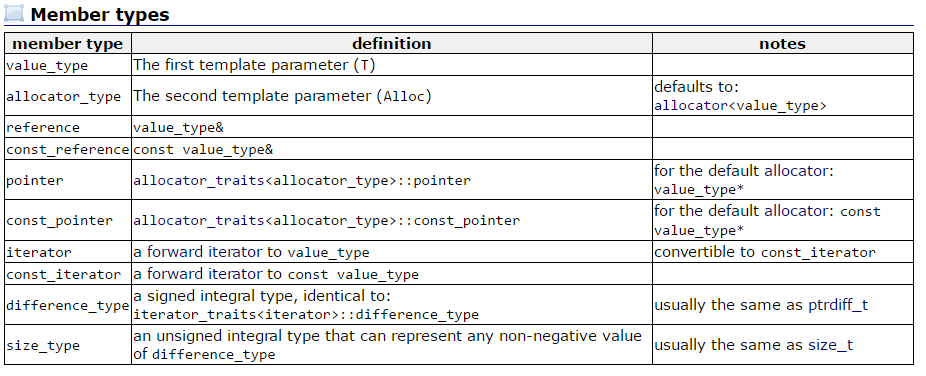 Member types
member type definition notes
value_type The first template parameter (T)
allocator_type The second template parameter (Alloc) defaults to:
allocator<value_type>
reference value_type&
const_reference const value_type&
pointer allocator_traits<allocator_type>::pointer for the default allocator:
value_type*
const_pointer allocator_traits<allocator_type>::const_pointer for the default allocator: const
value_type*
iterator a forward iterator to value_type convertible to const_iterator
const_iterator a forward iterator to const value_type
difference_type a signed integral type, identical to:
iterator_traits<iterator>::difference_type usually the same as ptrdiff_t
size_type an unsigned integral type that can represent any non-negative value
of difference_type usually the same as size_t